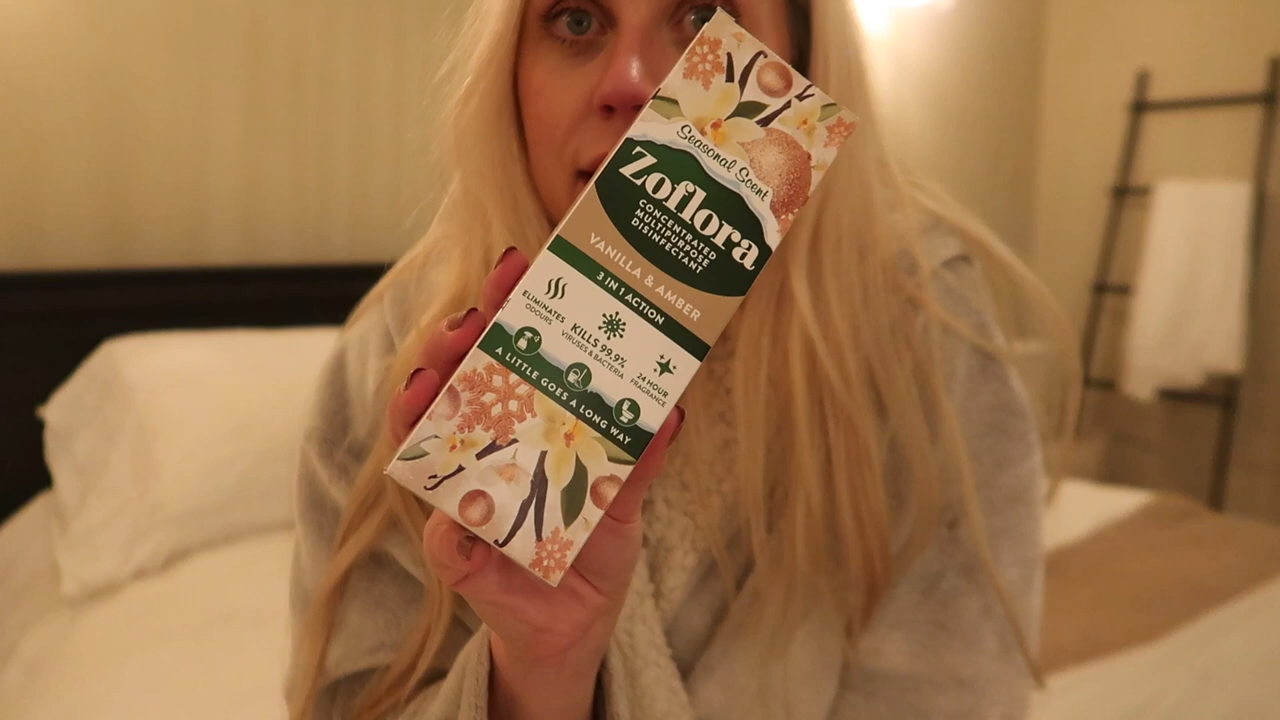 Seasonal Scent
Zoflora
CONCENTRATED
MULTIPURPOSE
DISINFECTANT
VANILLA & AMBER
3 IN 1 ACTION
ELIMINATES
ODOURS
KILLS 99.9%
VIRUSES & BACTERIA
24 HOUR
FRAGRANCE
A LITTLE GOES A LONG WAY